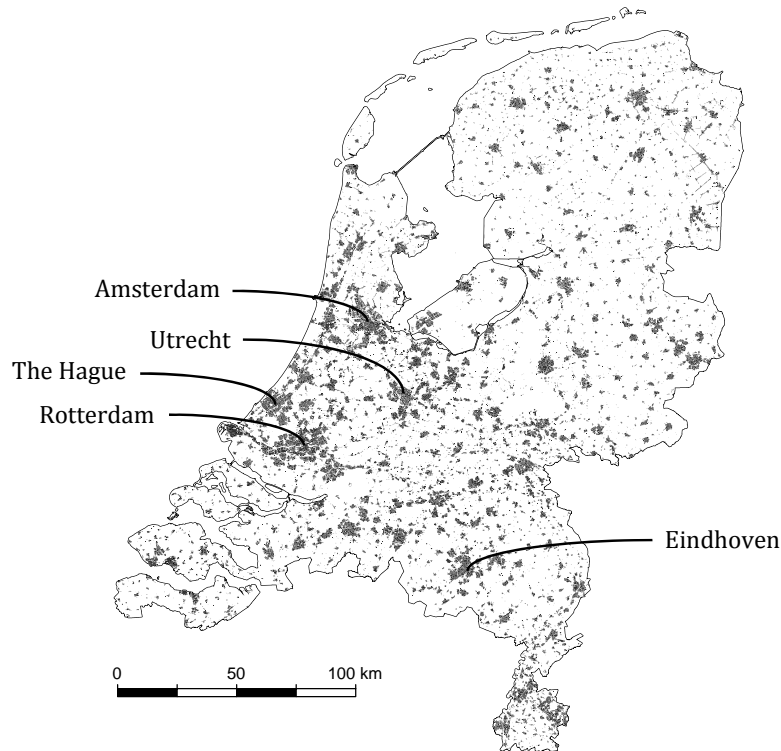 Amsterdam
Utrecht
The Hague
Rotterdam
Eindhoven
0 50 100 km